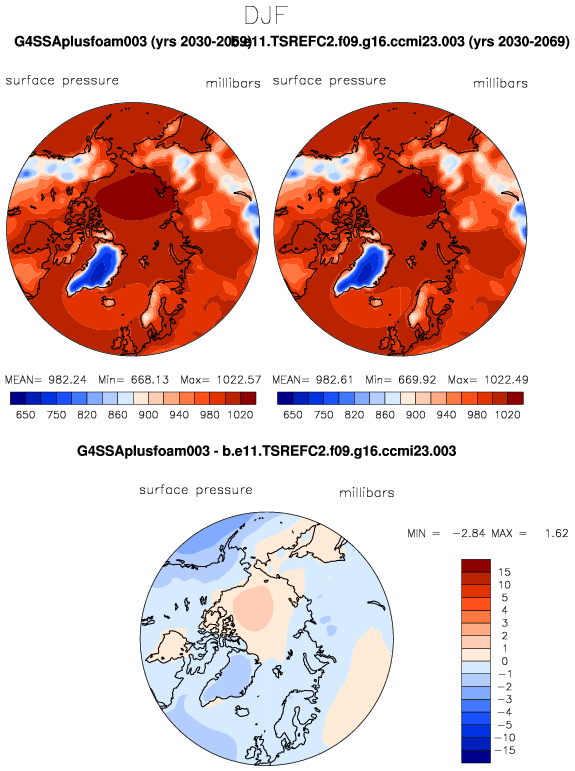 DJF
G4SSAplusfoam003 (yrs 2030-2069) b.e11.TSREFC2.f09.g16.ccmi23.003 (yrs 2030-2069)
surface pressure millibars surface pressure millibars
MEAN= 982.24 Min= 668.13 Max= 1022.57 MEAN= 982.61 Min= 669.92 Max= 1022.49
650 750 820 860 900 940 980 1020 650 750 820 860 900 940 980 1020
G4SSAplusfoam003 - b.e11.TSREFC2.f09.g16.ccmi23.003
surface pressure millibars
MIN = -2.84 MAX = 1.62
15
10
5
4
3
2
1
0
-1
-2
-3
-4
-5
-10
-15